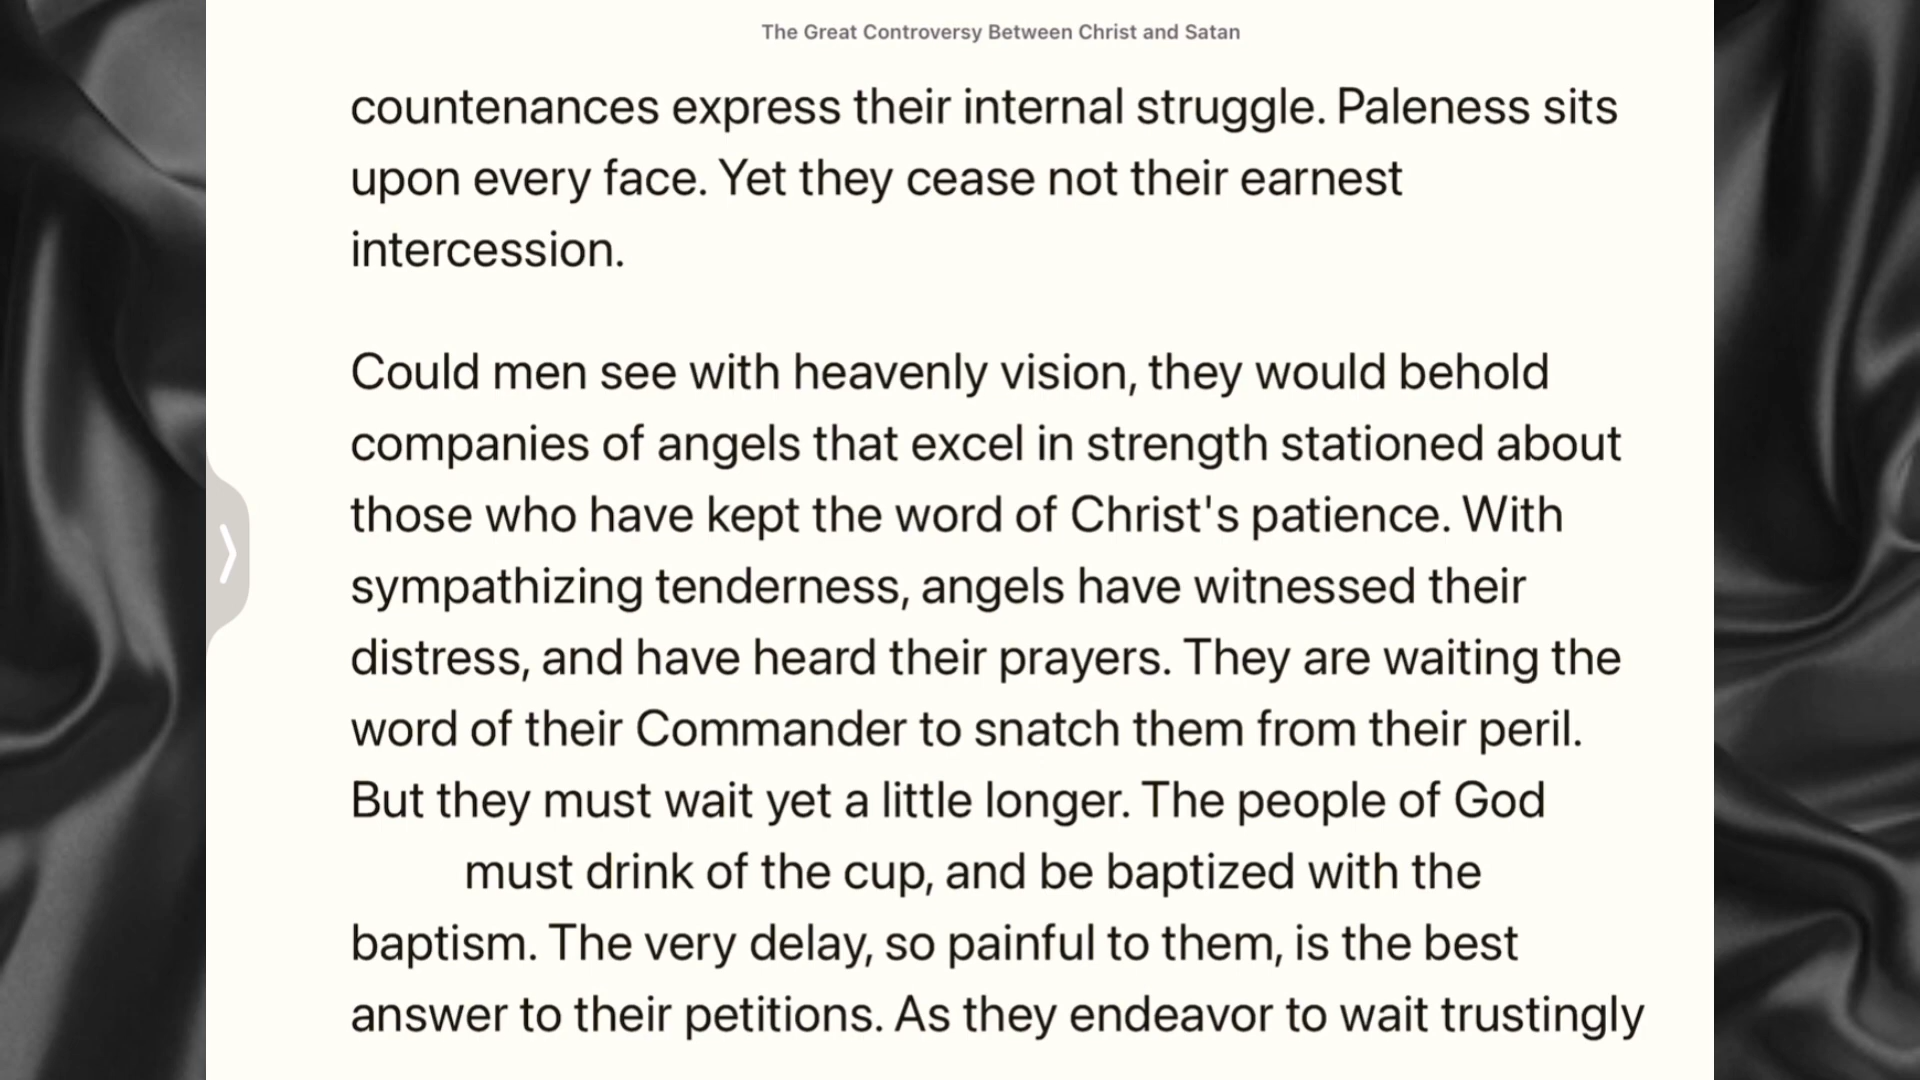 The Great Controversy Between Christ and Satan
countenances express their internal struggle. Paleness sits
upon every face. Yet they cease not their earnest
intercession.
Could men see with heavenly vision, they would behold
companies of angels that excel in strength stationed about
those who have kept the word of Christ's patience. With
sympathizing tenderness, angels have witnessed their
distress, and have heard their prayers. They are waiting the
word of their Commander to snatch them from their peril.
But they must wait yet a little longer. The people of God
must drink of the cup, and be baptized with the
baptism. The very delay, so painful to them, is the best
answer to their petitions. As they endeavor to wait trustingly